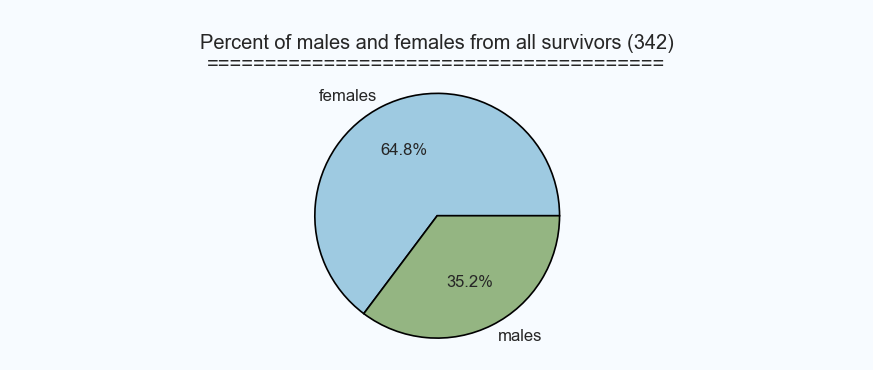 Percent of males and females from all survivors (342)
=======================================
females
64.8%
35.2%
males